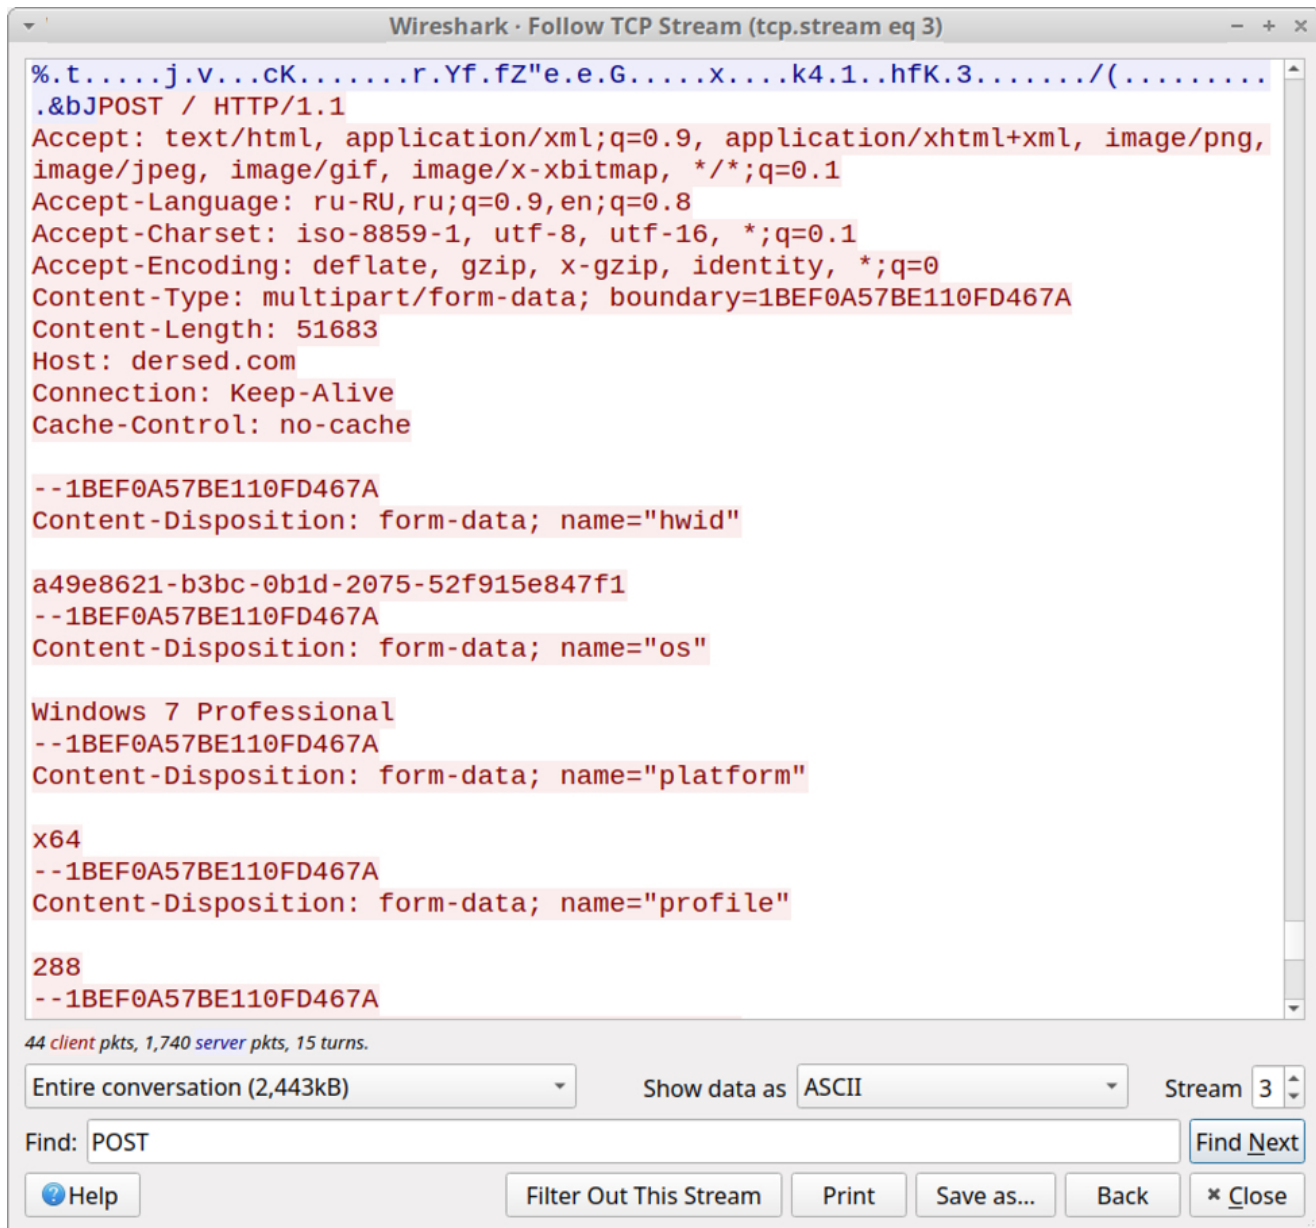 Wireshark · Follow TCP Stream (tcp.stream eq 3)
%.t.....j.v...cK.......r.Yf.fZ"e.e.G.....x....k4.1..hfK.3......./(.........
.&bJPOST / HTTP/1.1
Accept: text/html, application/xml;q=0.9, application/xhtml+xml, image/png,
image/jpeg, image/gif, image/x-xbitmap, */*;q=0.1
Accept-Language: ru-RU,ru;q=0.9,en;q=0.8
Accept-Charset: iso-8859-1, utf-8, utf-16, *;q=0.1
Accept-Encoding: deflate, gzip, x-gzip, identity, *;q=0
Content-Type: multipart/form-data; boundary=1BEF0A57BE110FD467A
Content-Length: 51683
Host: dersed.com
Connection: Keep-Alive
Cache-Control: no-cache
--1BEF0A57BE110FD467A
Content-Disposition: form-data; name="hwid"
a49e8621-b3bc-0b1d-2075-52f915e847f1
--1BEF0A57BE110FD467A
Content-Disposition: form-data; name="os"
Windows 7 Professional
--1BEF0A57BE110FD467A
Content-Disposition: form-data; name="platform"
x64
--1BEF0A57BE110FD467A
Content-Disposition: form-data; name="profile"
288
--1BEF0A57BE110FD467A
44 client pkts, 1,740 server pkts, 15 turns.
Entire conversation (2,443kB) Show data as ASCII Stream 3
Find: POST Find Next
Help Filter Out This Stream Print Save as... Back Close